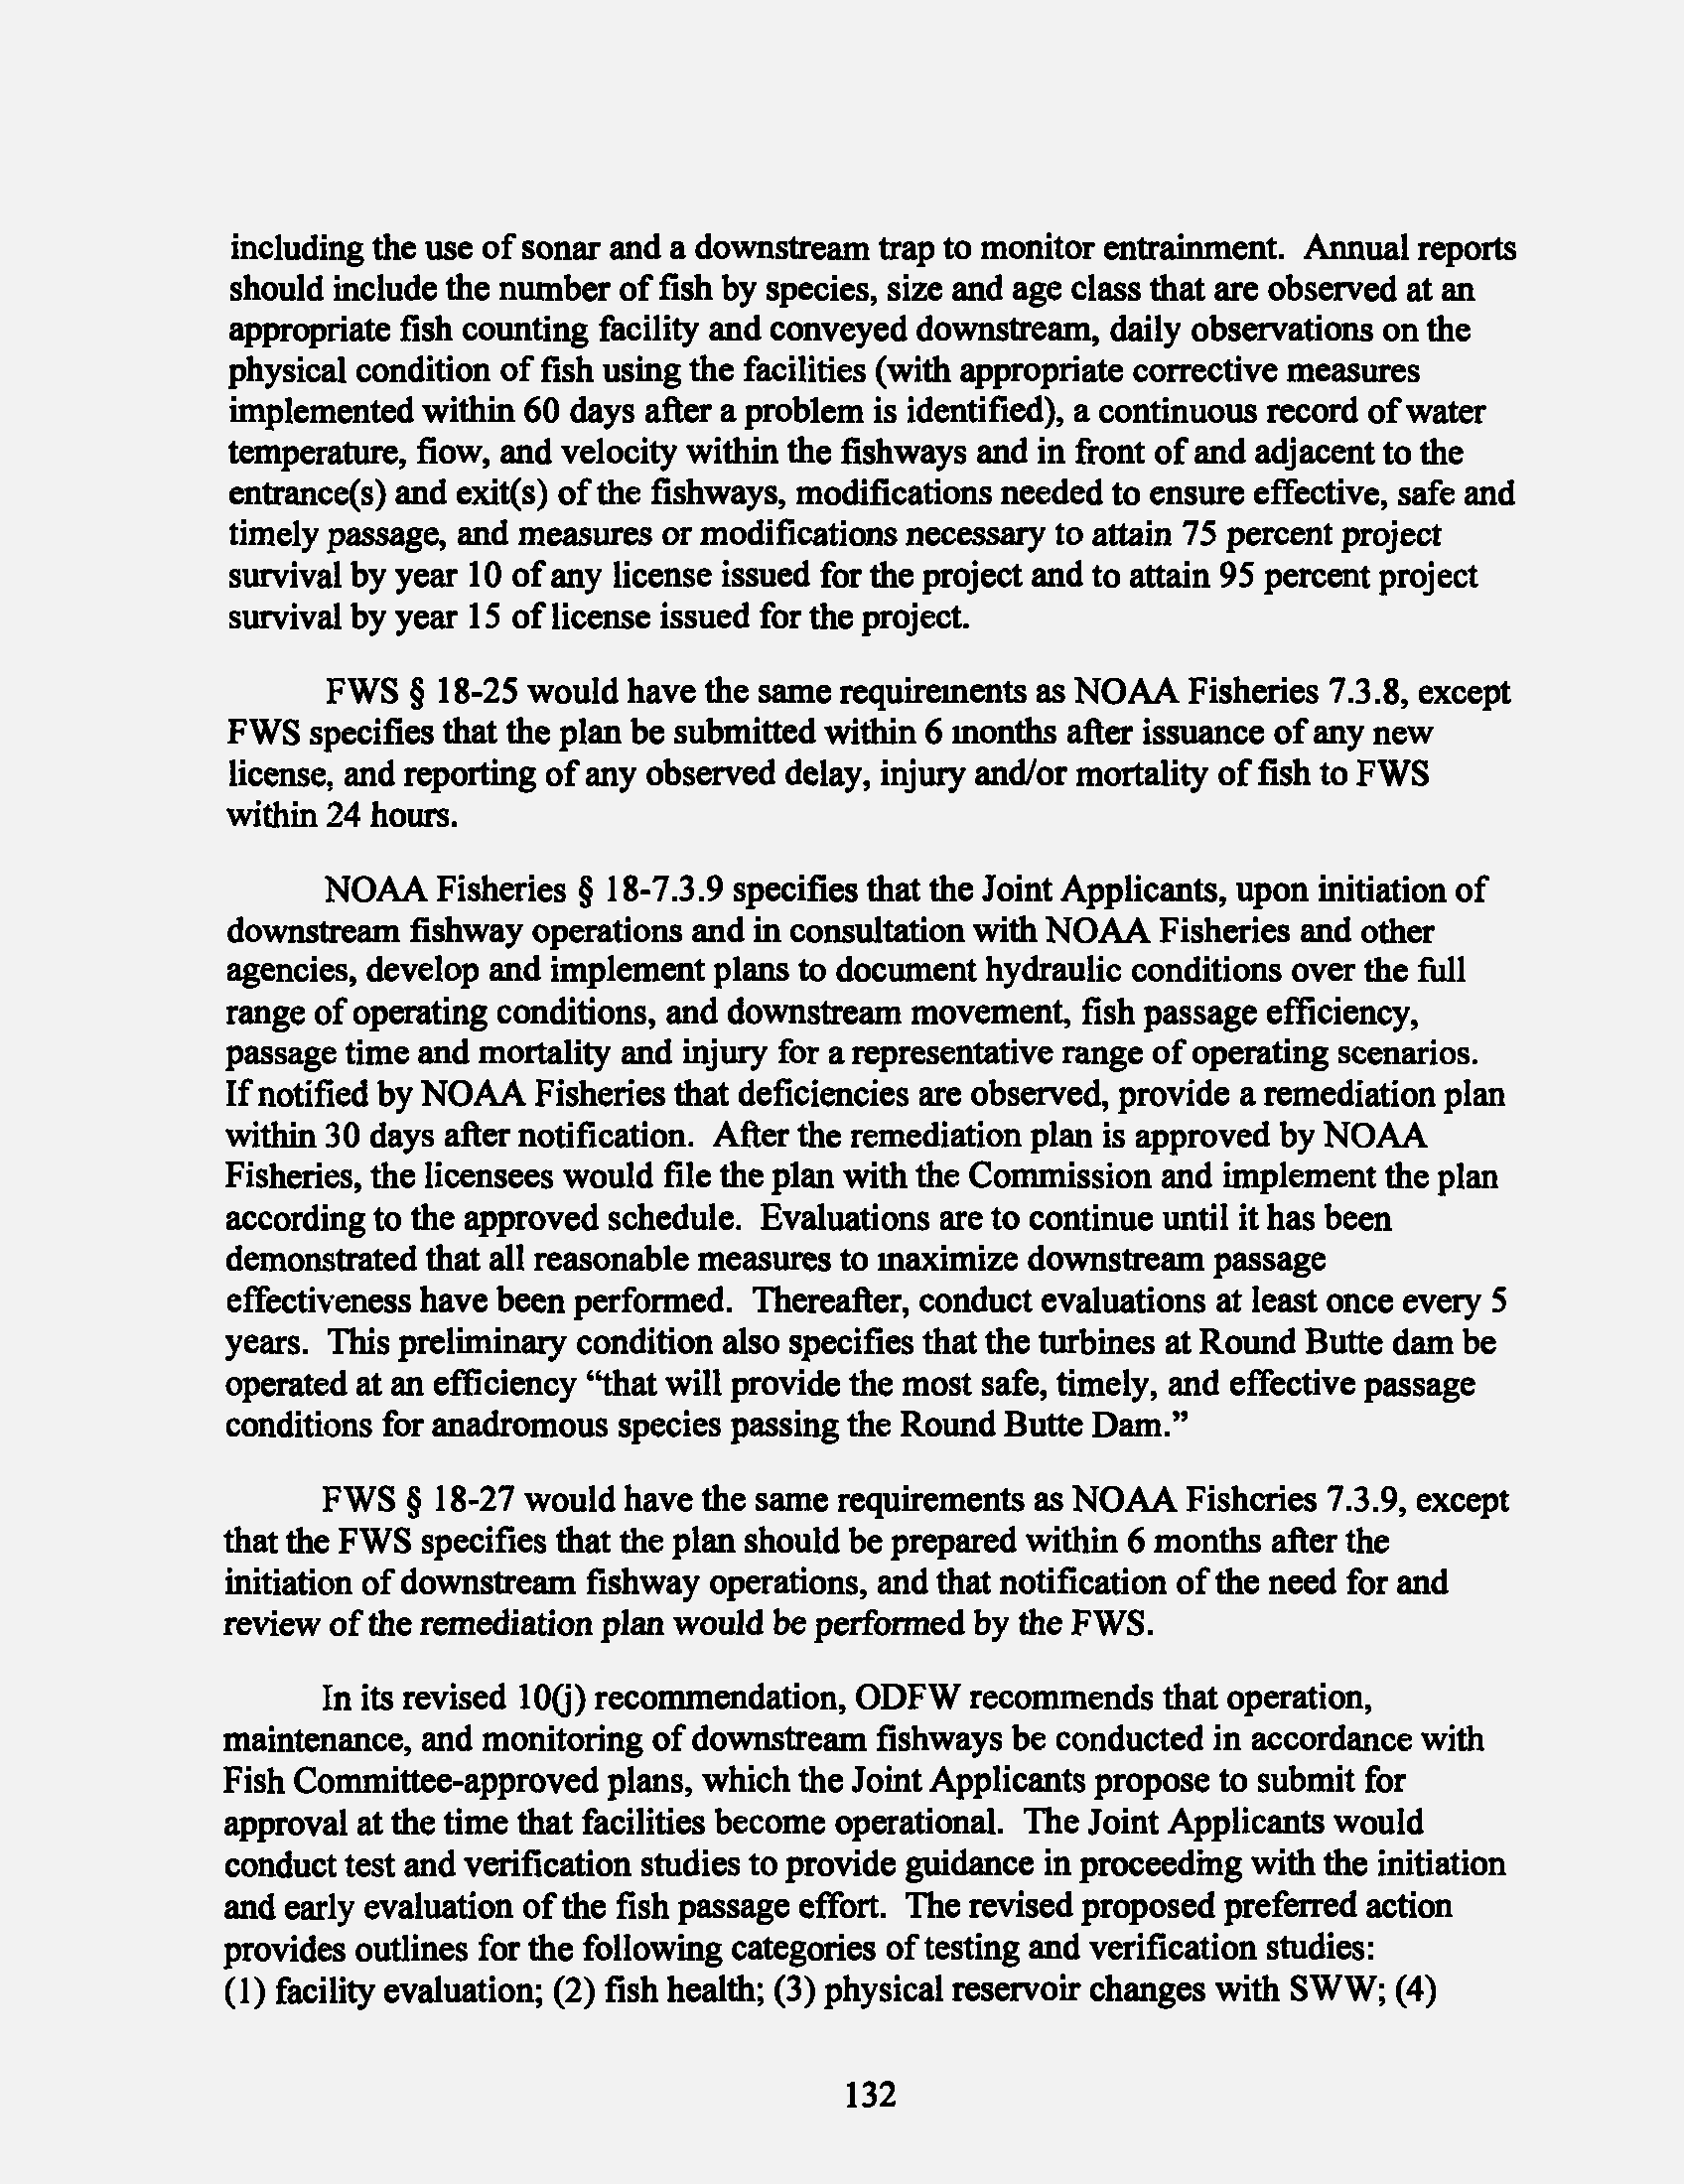 including the use of sonar and a downstream trap to monitor entrainment.  Annual reports
should include the number of fish by species, size and age class that are observed at an
appropriate fish counting facility and conveyed downstream, daily observations on the
physical condition of fish using the facilities (with appropriate corrective measures
implemented within 60 days after a problem is identified), a continuous record of water
temperature, flow, and velocity within the fishways and in front of and adjacent to the
entrance(s) and exit(s) of the fishways, modifications needed to ensure effective, safe and
timely passage, and measures or modifications necessary to attain 75 percent project
survival by year 10 of any license issued for the project and to attain 95 percent project
survival by year 15 of license issued for the project.
FWS § 18-25 would have the same requirements as NOAA Fisheries 7.3.8, except
FWS specifies that the plan be submitted within 6 months after issuance of any new
license, and reporting of any observed delay, injury and/or mortality of fish to FWS
within 24 hours.
NOAA Fisheries § 18-7.3.9 specifies that the Joint Applicants, upon initiation of
downstream fishway operations and in consultation with NOAA Fisheries and other
agencies, develop and implement plans to document hydraulic conditions over the full
range of operating conditions, and downstream movement, fish passage efficiency,
passage time and mortality and injury for a representative range of operating scenarios.
If notified by NOAA Fisheries that deficiencies are observed, provide a remediation plan
within 30 days after notification.  After the remediation plan is approved by NOAA
Fisheries, the licensees would file the plan with the Commission and implement the plan
according to the approved schedule.  Evaluations are to continue until it has been
demonstrated that all reasonable measures to maximize downstream passage
effectiveness have been performed.  Thereafter, conduct evaluations at least once every 5
years.  This preliminary condition also specifies that the turbines at Round Butte dam be
operated at an efficiency “that will provide the most safe, timely, and effective passage
conditions for anadromous species passing the Round Butte Dam.”
FWS § 18-27 would have the same requirements as NOAA Fisheries 7.3.9, except
that the FWS specifies that the plan should be prepared within 6 months after the
initiation of downstream fishway operations, and that notification of the need for and
review of the remediation plan would be performed by the FWS.
In its revised 10(j) recommendation, ODFW recommends that operation,
maintenance, and monitoring of downstream fishways be conducted in accordance with
Fish Committee-approved plans, which the Joint Applicants propose to submit for
approval at the time that facilities become operational.  The Joint Applicants would
conduct test and verification studies to provide guidance in proceeding with the initiation
and early evaluation of the fish passage effort.  The revised proposed preferred action
provides outlines for the following categories of testing and verification studies:
(1) facility evaluation; (2) fish health; (3) physical reservoir changes with SWW; (4)
132